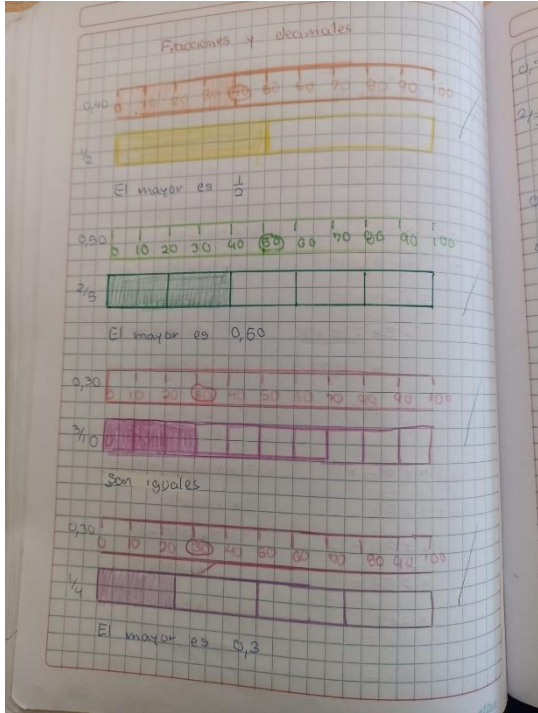 Fracciones y decimales
0,40 0 10 20 30 40 50 60 70 80 90 100
1/2
El mayor es 1/2
0,50 0 10 20 30 40 50 60 70 80 90 100
2/5
El mayor es 0,50
0,30 0 10 20 30 40 50 60 70 80 90 100
3/10
Son iguales
0,30 0 10 20 30 40 50 60 70 80 90 100
1/4
El mayor es 0,3